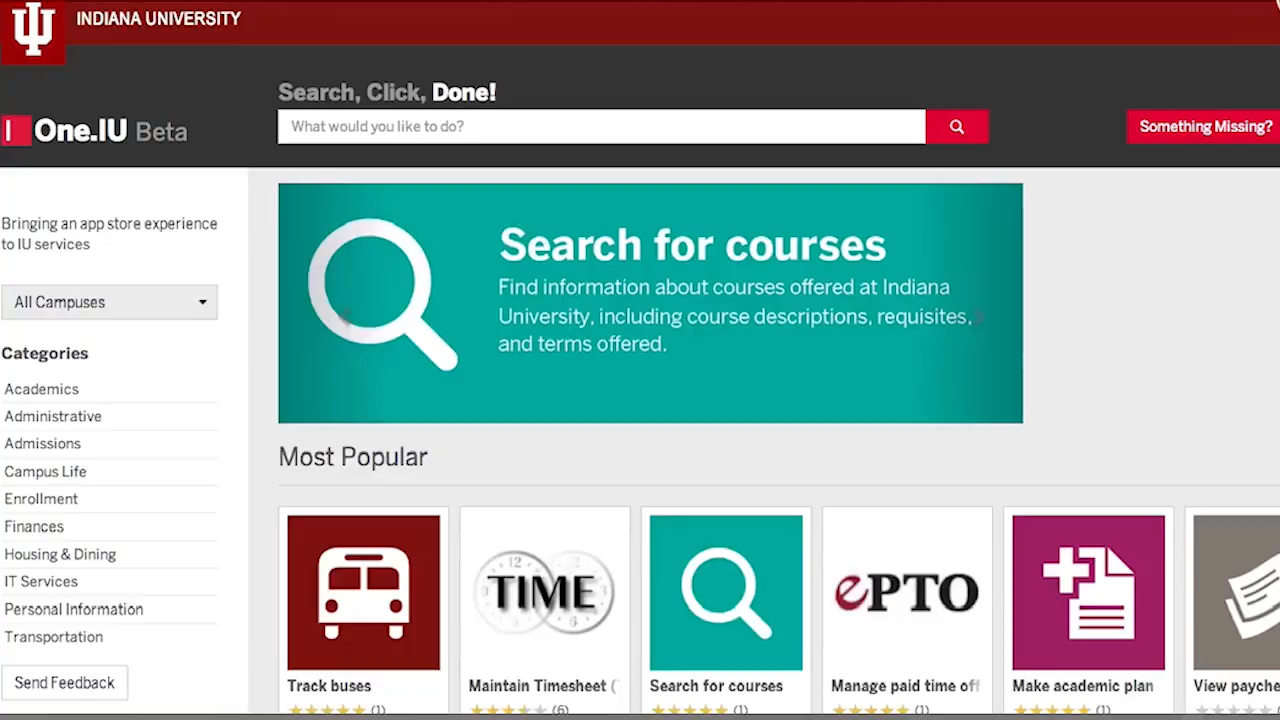 INDIANA UNIVERSITY
Search, Click, Done!
One.IU Beta
What would you like to do?
Something Missing?
Bringing an app store experience
to IU services
All Campuses
Categories
Academics
Administrative
Admissions
Campus Life
Enrollment
Finances
Housing & Dining
IT Services
Personal Information
Transportation
Send Feedback
Search for courses
Find information about courses offered at Indiana
University, including course descriptions, requisites,
and terms offered.
Most Popular
TIME
ePTO
Track buses
Maintain Timesheet (
Search for courses
Manage paid time off
Make academic plan
View payche
(1)
(6)
(1)
(1)
(1)